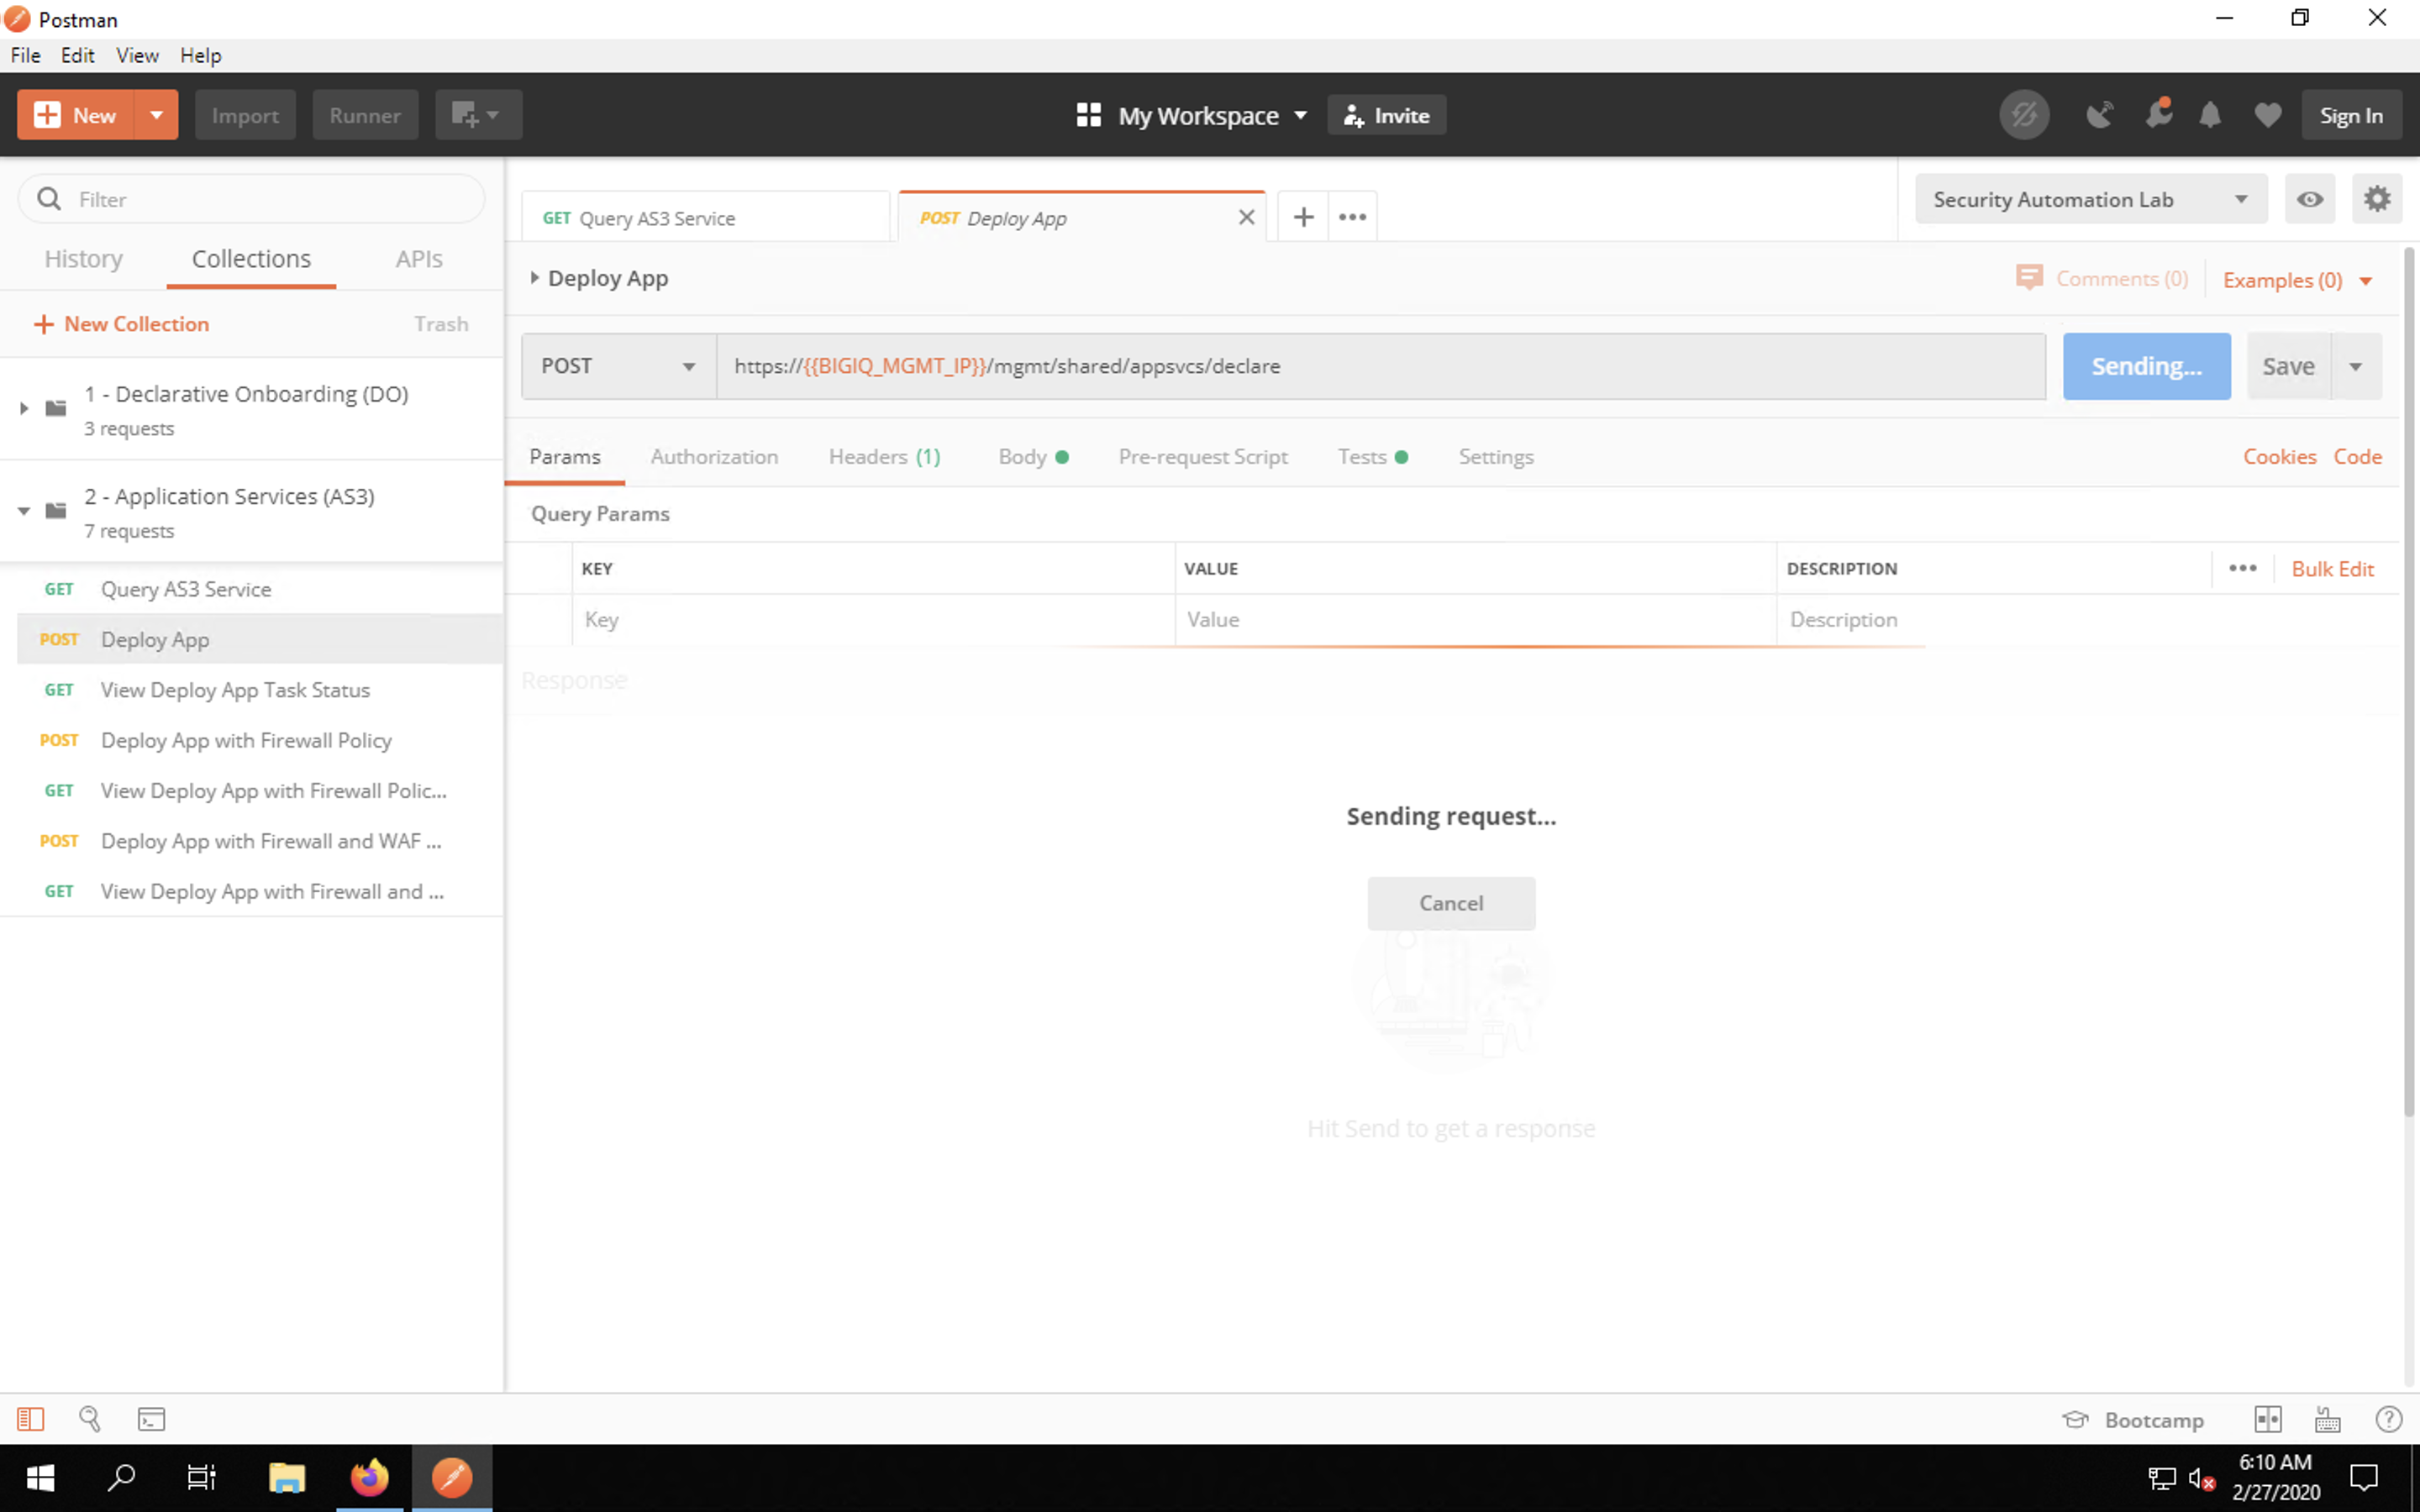 Postman
File Edit View Help
New Import Runner My Workspace Invite Sign In
Filter
History Collections APIs
New Collection Trash
1 - Declarative Onboarding (DO)
3 requests
2 - Application Services (AS3)
7 requests
GET Query AS3 Service
POST Deploy App
GET View Deploy App Task Status
POST Deploy App with Firewall Policy
GET View Deploy App with Firewall Polic...
POST Deploy App with Firewall and WAF ...
GET View Deploy App with Firewall and ...
GET Query AS3 Service POST Deploy App
Security Automation Lab
Deploy App Comments (0) Examples (0)
POST https://{{BIGIQ_MGMT_IP}}/mgmt/shared/appsvcs/declare Sending... Save
Params Authorization Headers (1) Body Pre-request Script Tests Settings Cookies Code
Query Params
KEY VALUE DESCRIPTION Bulk Edit
Key Value Description
Response
Sending request...
Cancel
Hit Send to get a response
Bootcamp
6:10 AM
2/27/2020